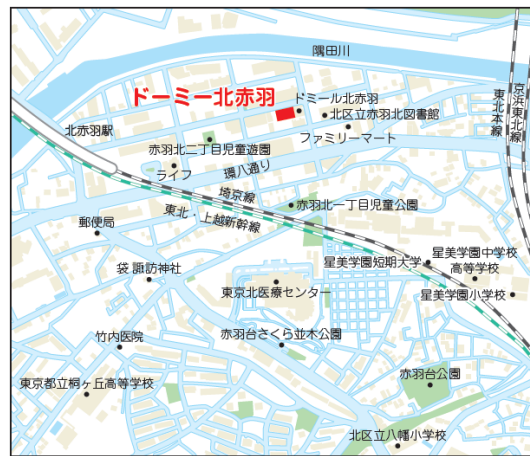 隅田川
ドーミー北赤羽
ドミール北赤羽
北区立赤羽北図書館
ファミリーマート
東北本線
京浜東北線
北赤羽駅
赤羽北二丁目児童遊園
ライフ
環八通り
埼京線
東北・上越新幹線
赤羽北一丁目児童公園
郵便局
星美学園短期大学
星美学園中学校
高等学校
星美学園小学校
袋 諏訪神社
東京北医療センター
赤羽台さくら並木公園
竹内医院
東京都立桐ヶ丘高等学校
赤羽台公園
北区立八幡小学校